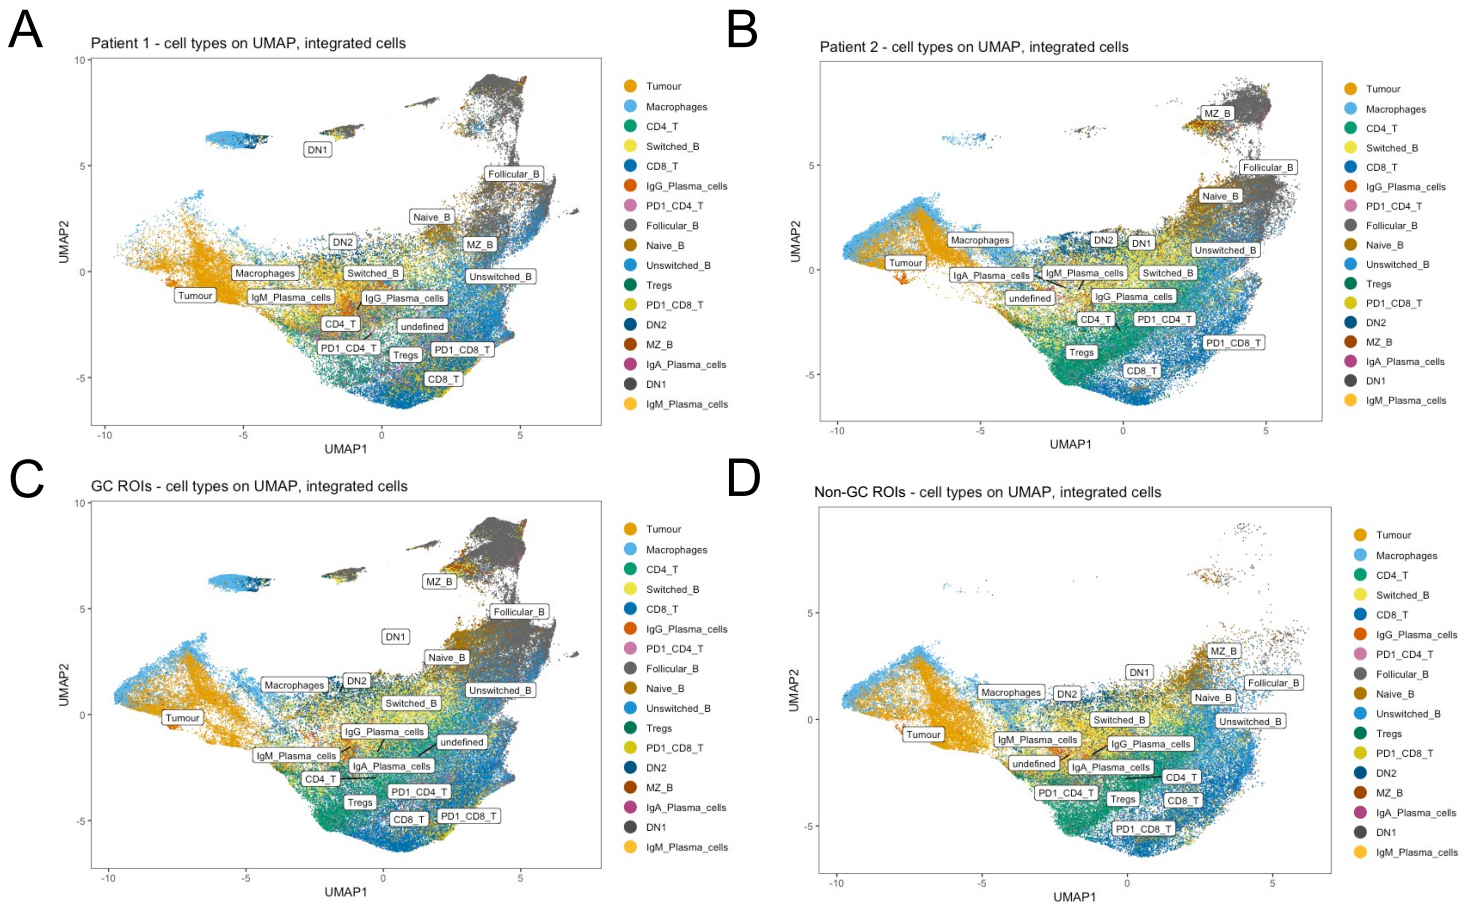 A
Patient 1 - cell types on UMAP, integrated cells
10
5
0
-5
-10
-5
0
5
UMAP1
UMAP2
DN1
Follicular_B
Naive_B
DN2
MZ_B
Macrophages
Switched_B
Unswitched_B
Tumour
IgM_Plasma_cells
IgG_Plasma_cells
CD4_T
undefined
PD1_CD4_T
Tregs
PD1_CD8_T
CD8_T
Tumour
Macrophages
CD4_T
Switched_B
CD8_T
IgG_Plasma_cells
PD1_CD4_T
Follicular_B
Naive_B
Unswitched_B
Tregs
PD1_CD8_T
DN2
MZ_B
IgA_Plasma_cells
DN1
IgM_Plasma_cells
B
Patient 2 - cell types on UMAP, integrated cells
5
0
-5
-10
-5
0
5
UMAP1
UMAP2
MZ_B
Follicular_B
Naive_B
Macrophages
DN2
DN1
Unswitched_B
Tumour
IgA_Plasma_cells
IgM_Plasma_cells
Switched_B
undefined
IgG_Plasma_cells
CD4_T
PD1_CD4_T
Tregs
PD1_CD8_T
CD8_T
Tumour
Macrophages
CD4_T
Switched_B
CD8_T
IgG_Plasma_cells
PD1_CD4_T
Follicular_B
Naive_B
Unswitched_B
Tregs
PD1_CD8_T
DN2
MZ_B
IgA_Plasma_cells
DN1
IgM_Plasma_cells
C
GC ROIs - cell types on UMAP, integrated cells
10
5
0
-5
-10
-5
0
5
UMAP1
UMAP2
MZ_B
Follicular_B
DN1
Naive_B
Macrophages
DN2
Unswitched_B
Switched_B
Tumour
IgG_Plasma_cells
undefined
IgM_Plasma_cells
IgA_Plasma_cells
CD4_T
PD1_CD4_T
Tregs
CD8_T
PD1_CD8_T
Tumour
Macrophages
CD4_T
Switched_B
CD8_T
IgG_Plasma_cells
PD1_CD4_T
Follicular_B
Naive_B
Unswitched_B
Tregs
PD1_CD8_T
DN2
MZ_B
IgA_Plasma_cells
DN1
IgM_Plasma_cells
D
Non-GC ROIs - cell types on UMAP, integrated cells
5
0
-5
-10
-5
0
5
UMAP1
UMAP2
MZ_B
DN1
Follicular_B
Macrophages
DN2
Naive_B
Switched_B
Unswitched_B
Tumour
IgM_Plasma_cells
IgG_Plasma_cells
undefined
IgA_Plasma_cells
CD4_T
PD1_CD4_T
Tregs
CD8_T
PD1_CD8_T
Tumour
Macrophages
CD4_T
Switched_B
CD8_T
IgG_Plasma_cells
PD1_CD4_T
Follicular_B
Naive_B
Unswitched_B
Tregs
PD1_CD8_T
DN2
MZ_B
IgA_Plasma_cells
DN1
IgM_Plasma_cells